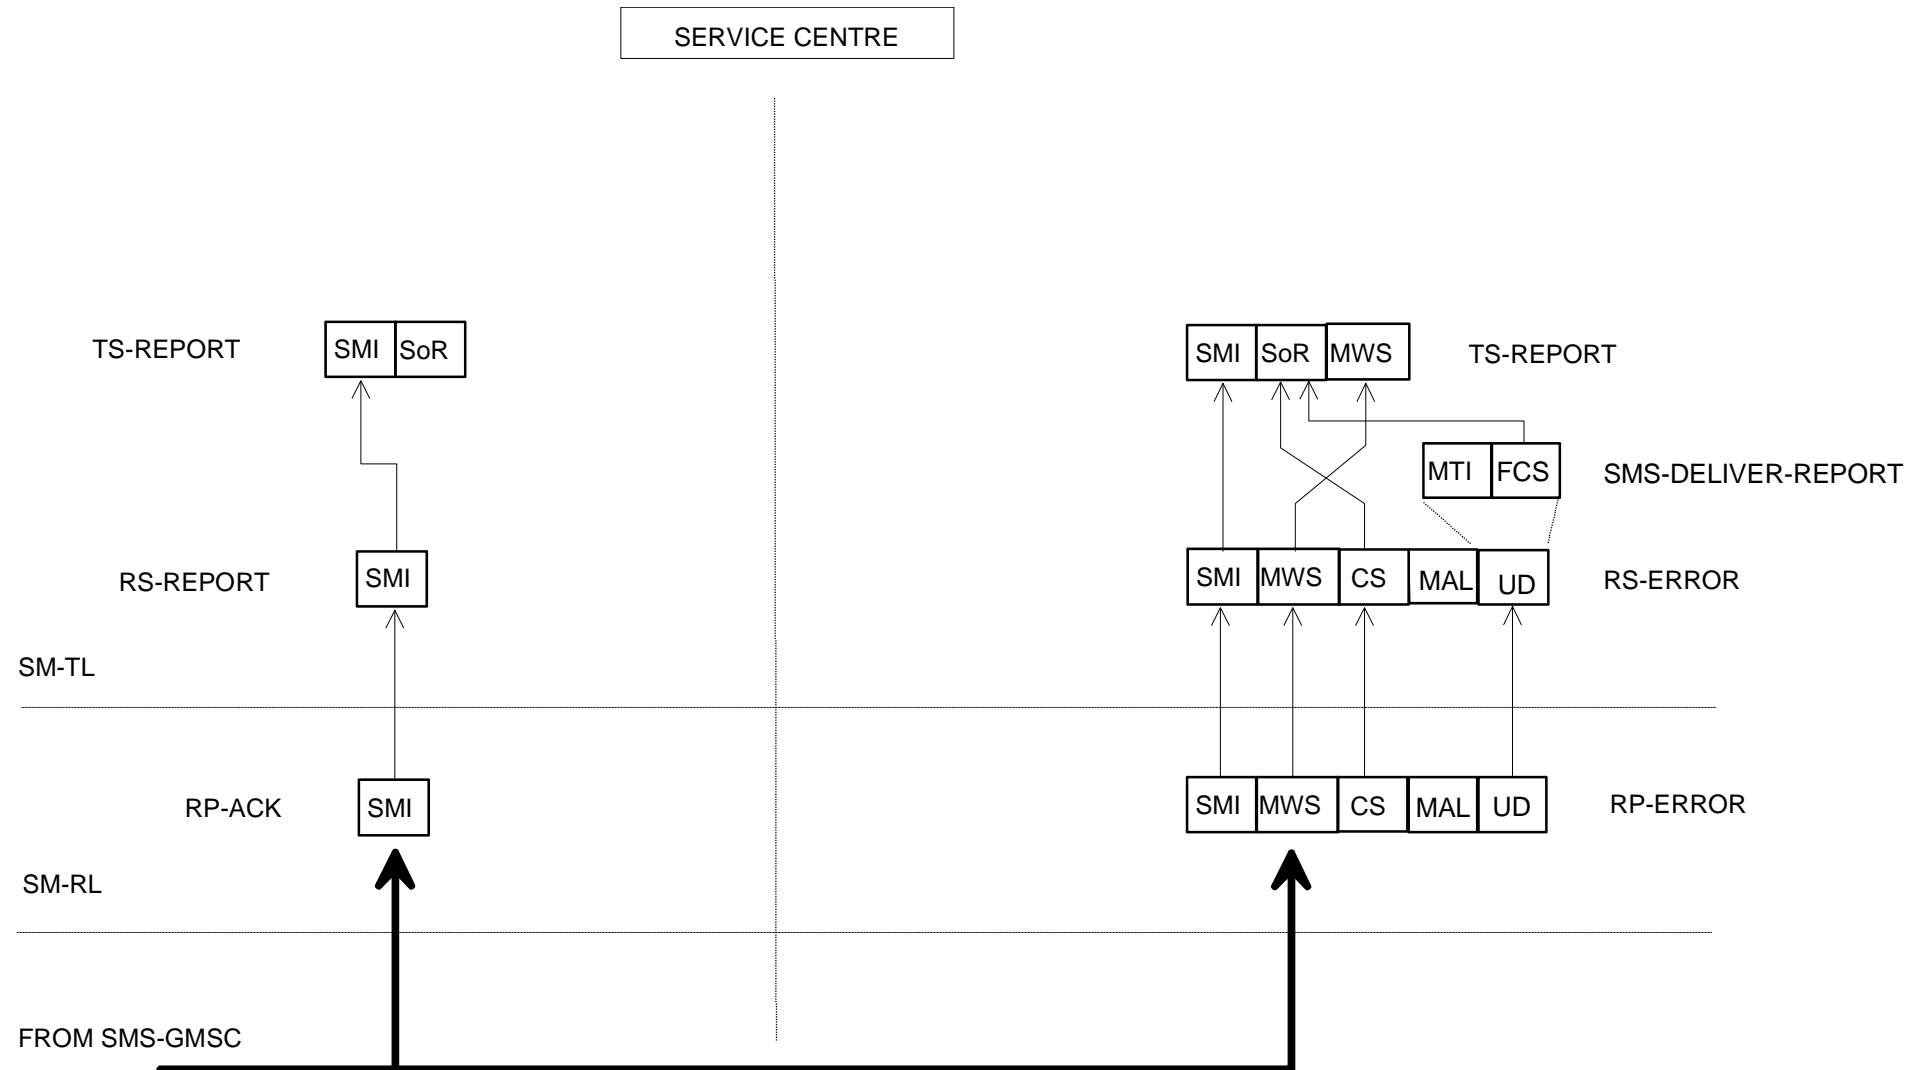 SERVICE CENTRE
TS-REPORT SMI SoR SMI SoR MWS TS-REPORT
MTI FCS SMS-DELIVER-REPORT
RS-REPORT SMI SMI MWS CS MAL UD RS-ERROR
SM-TL
RP-ACK SMI SMI MWS CS MAL UD RP-ERROR
SM-RL
FROM SMS-GMSC